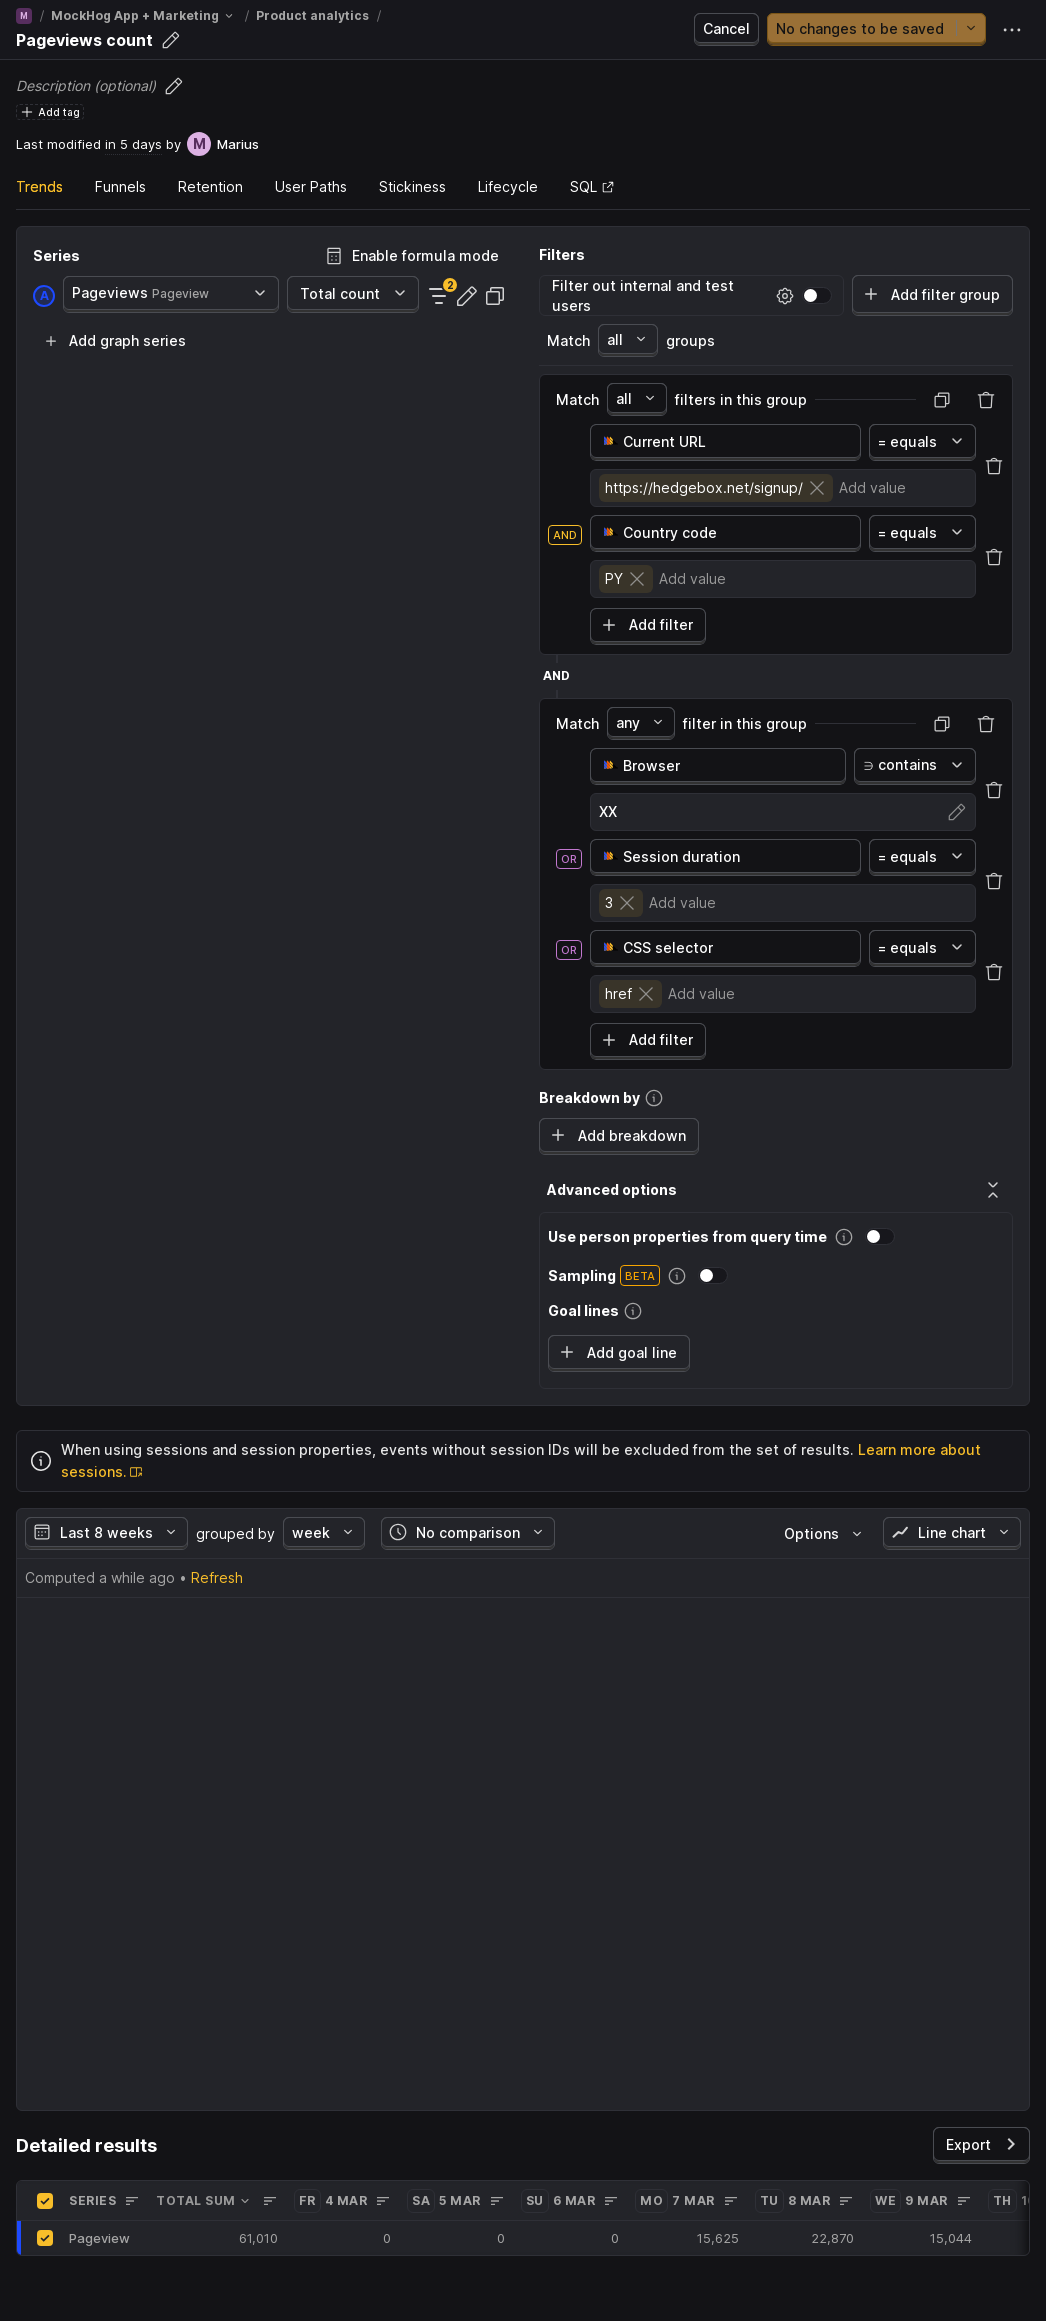 M / MockHog App + Marketing / Product analytics /
Pageviews count
Cancel
No changes to be saved
Description (optional)
Add tag
Last modified in 5 days by M Marius
Trends Funnels Retention User Paths Stickiness Lifecycle SQL
Series
Enable formula mode
A Pageviews Pageview Total count 2
Add graph series
Filters
Filter out internal and test
users
Add filter group
Match all groups
Match all filters in this group
Current URL = equals
https://hedgebox.net/signup/ Add value
AND Country code = equals
PY Add value
Add filter
AND
Match any filter in this group
Browser ∋ contains
XX
OR Session duration = equals
3 Add value
OR CSS selector = equals
href Add value
Add filter
Breakdown by
Add breakdown
Advanced options
Use person properties from query time
Sampling BETA
Goal lines
Add goal line
When using sessions and session properties, events without session IDs will be excluded from the set of results. Learn more about
sessions.
Last 8 weeks grouped by week No comparison Options Line chart
Computed a while ago • Refresh
Detailed results
Export
SERIES TOTAL SUM FR 4 MAR SA 5 MAR SU 6 MAR MO 7 MAR TU 8 MAR WE 9 MAR TH
Pageview 61,010 0 0 0 15,625 22,870 15,044